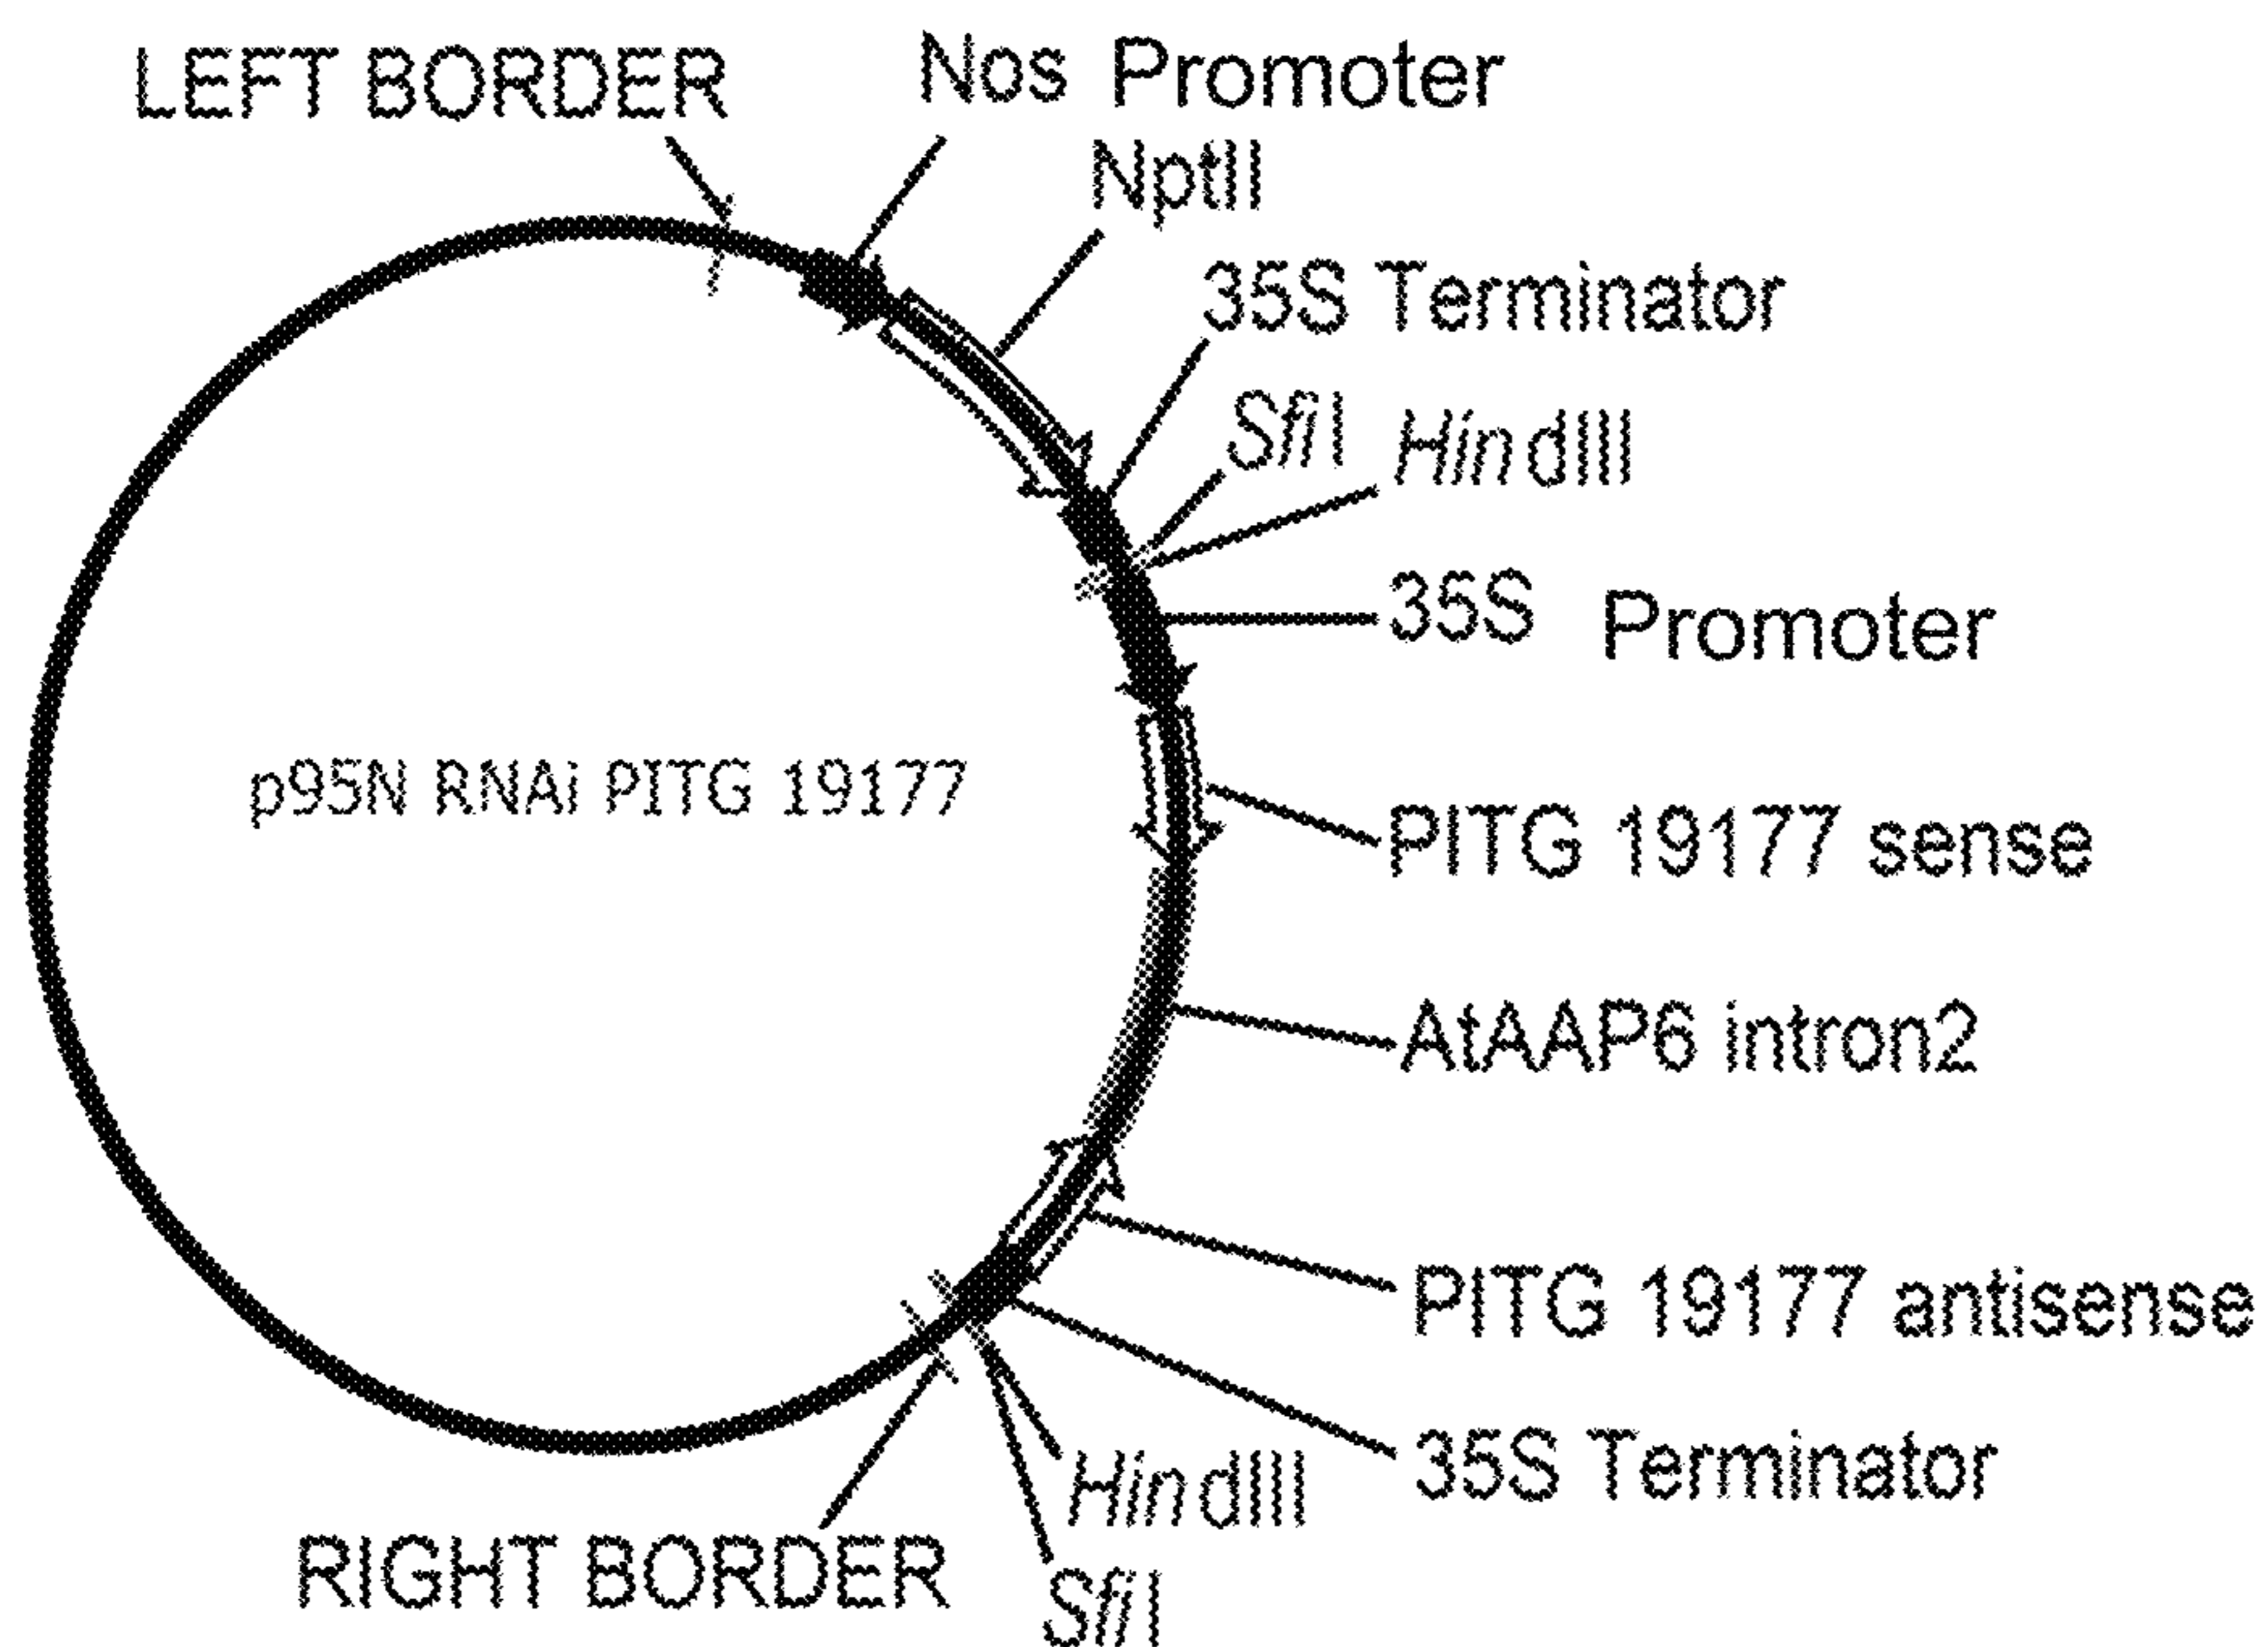 LEFT BORDER
Nos Promoter
NptII
35S Terminator
SfiI
HindIII
35S Promoter
p95N RNAi PITG 19177
PITG 19177 sense
AtAAP6 intron2
PITG 19177 antisense
35S Terminator
HindIII
RIGHT BORDER
SfiI